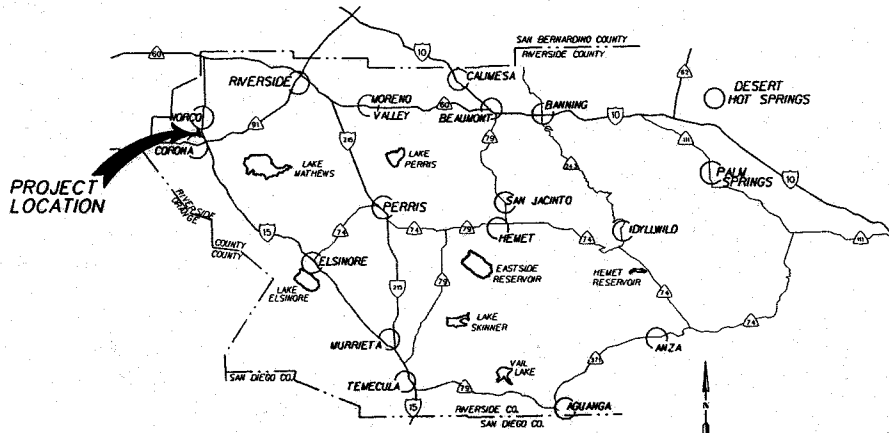 SAN BERNARDINO COUNTY
RIVERSIDE COUNTY
60
10
CALIMESA
RIVERSIDE
62
DESERT
HOT SPRINGS
MORENO
VALLEY
60
BEAUMONT
BANNING
10
NORCO
91
215
79
243
111
CORONA
LAKE
MATHEWS
LAKE
PERRIS
PALM
SPRINGS
10
PROJECT
LOCATION
RIVERSIDE
ORANGE
COUNTY
COUNTY
SAN JACINTO
PERRIS
15
74
74
79
HEMET
74
IDYLLWILD
111
ELSINORE
LAKE
ELSINORE
EASTSIDE
RESERVOIR
HEMET
RESERVOIR
74
215
79
LAKE
SKINNER
74
MURRIETA
ANZA
371
VAIL
LAKE
SAN DIEGO CO.
TEMECULA
79
15
RIVERSIDE CO.
SAN DIEGO CO.
AGUANGA
N